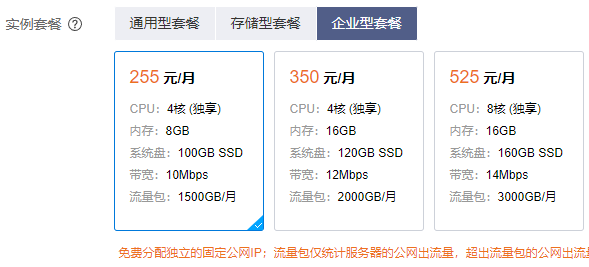 实例套餐 ? 通用型套餐 存储型套餐 企业型套餐
255 元/月 350 元/月 525 元/月
CPU：4核 (独享) CPU：4核 (独享) CPU：8核 (独享)
内存：8GB 内存：16GB 内存：16GB
系统盘：100GB SSD 系统盘：120GB SSD 系统盘：160GB SSD
带宽：10Mbps 带宽：12Mbps 带宽：14Mbps
流量包：1500GB/月 流量包：2000GB/月 流量包：3000GB/月
免费分配独立的固定公网IP；流量包仅统计服务器的公网出流量，超出流量包的公网出流